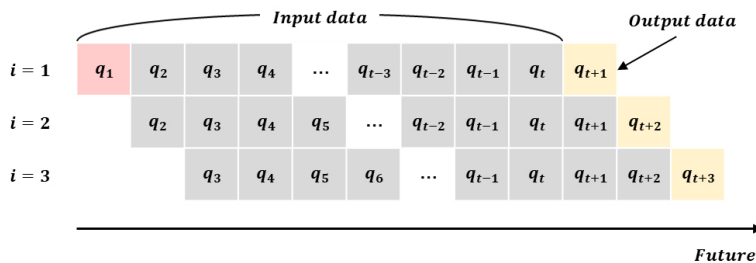 Input data
Output data
i = 1 q₁ q₂ q₃ q₄ ... qₜ₋₃ qₜ₋₂ qₜ₋₁ qₜ qₜ₊₁
i = 2 q₂ q₃ q₄ q₅ ... qₜ₋₂ qₜ₋₁ qₜ qₜ₊₁ qₜ₊₂
i = 3 q₃ q₄ q₅ q₆ ... qₜ₋₁ qₜ qₜ₊₁ qₜ₊₂ qₜ₊₃
Future